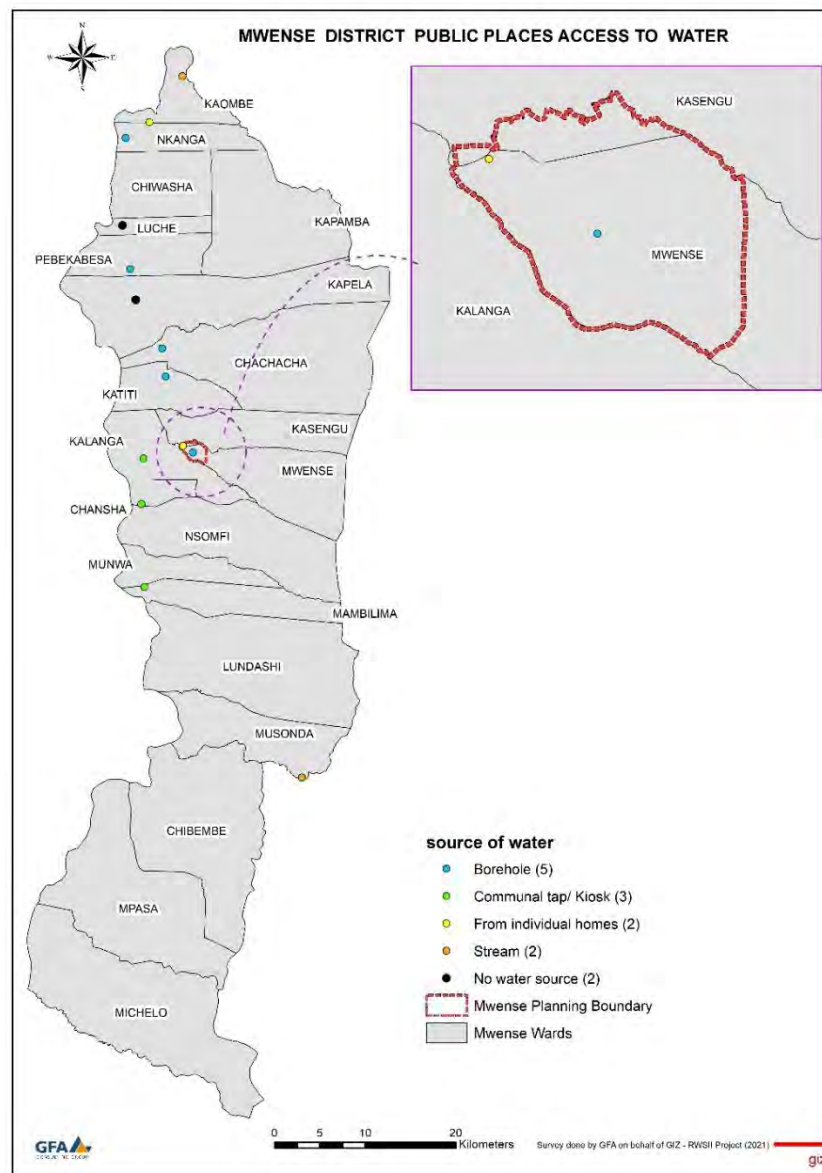 MWENSE DISTRICT PUBLIC PLACES ACCESS TO WATER
N
KAOMBE
NKANGA
CHIWASHA
LUCHE
KAPAMBA
PEBEKABESA
KAPELA
CHACHACHA
KATITI
KASENGU
KALANGA
MWENSE
CHANSHA
NSOMFI
MUNWA
MAMBILIMA
LUNDASHI
MUSONDA
CHIBEMBE
MPASA
MICHELO
KASENGU
MWENSE
KALANGA
source of water
Borehole (5)
Communal tap/ Kiosk (3)
From individual homes (2)
Stream (2)
No water source (2)
Mwense Planning Boundary
Mwense Wards
GFA
0 5 10 20
Kilometers
Survey done by GFA on behalf of GIZ - RWSII Project (2021)
giz